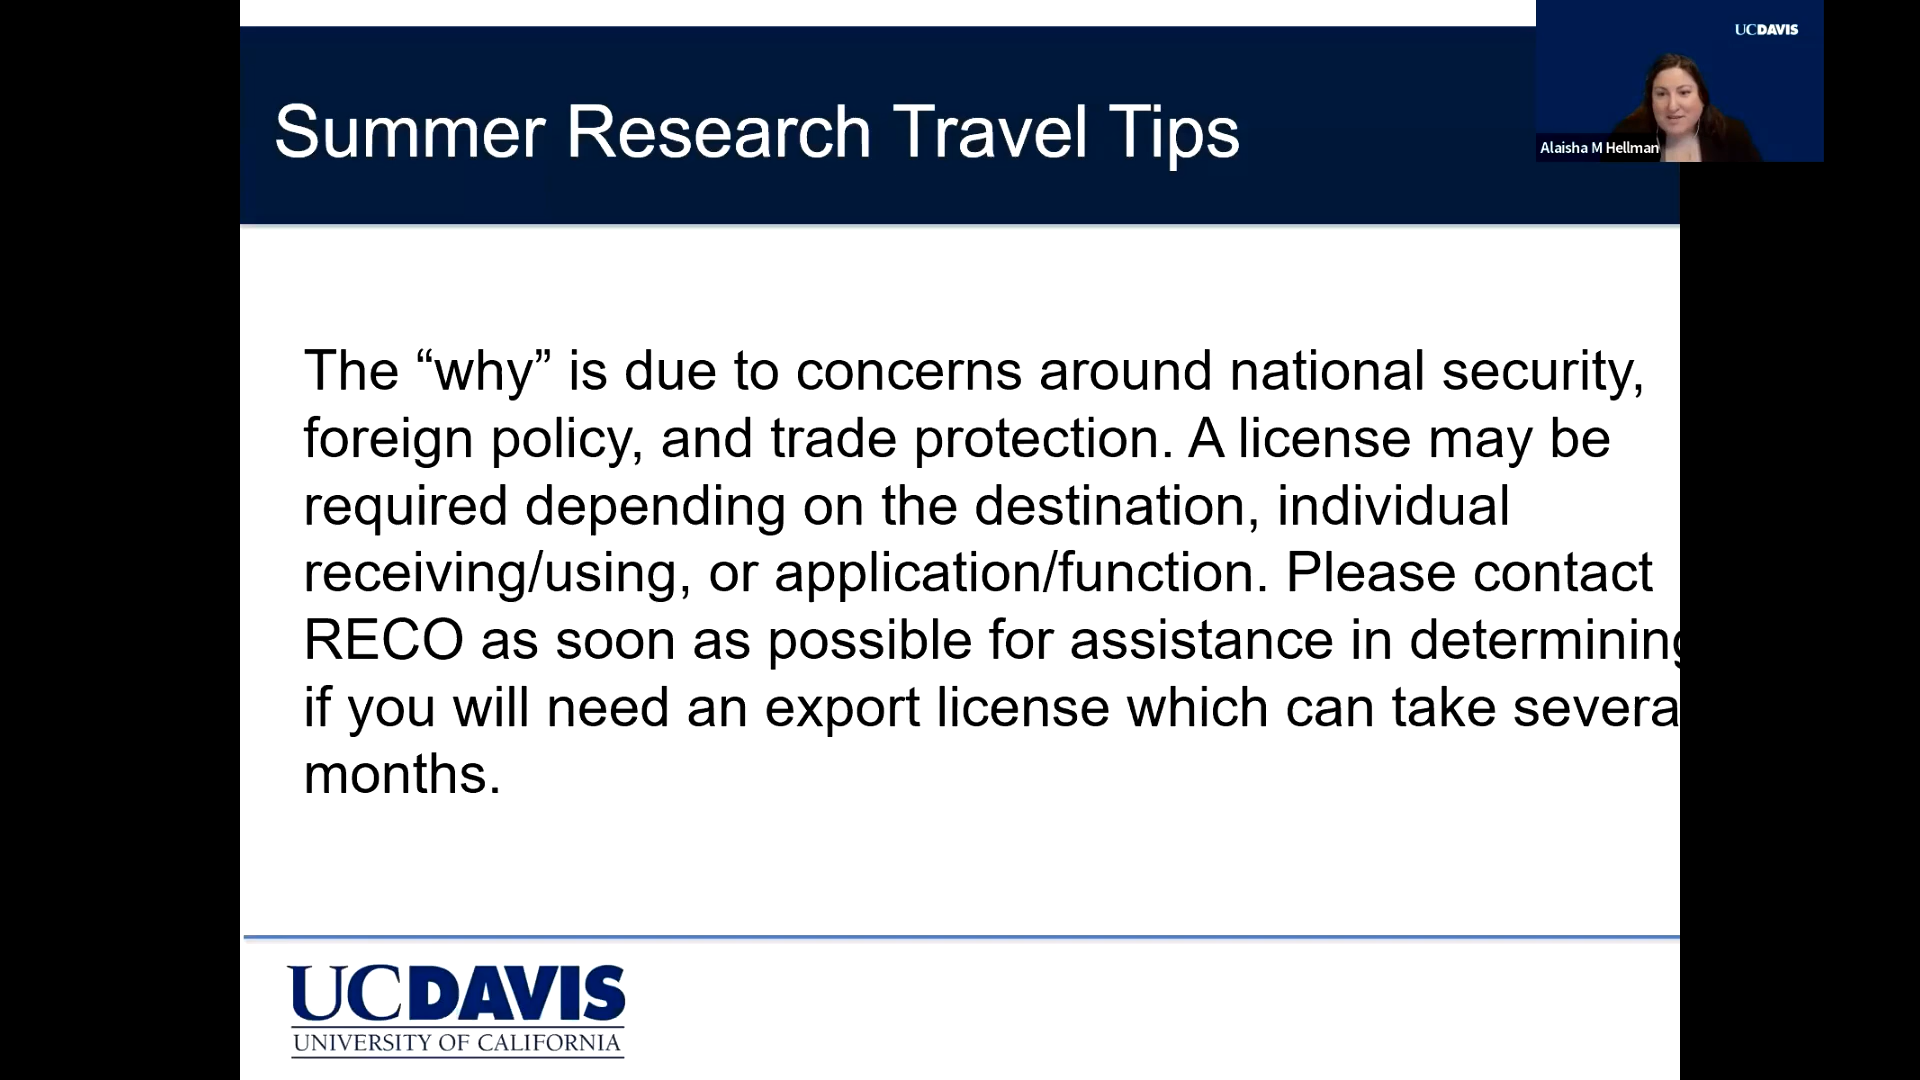 Summer Research Travel Tips
UCDAVIS
Alaisha M Hellman
The “why” is due to concerns around national security,
foreign policy, and trade protection. A license may be
required depending on the destination, individual
receiving/using, or application/function. Please contact
RECO as soon as possible for assistance in determining
if you will need an export license which can take severa
months.
UCDAVIS
UNIVERSITY OF CALIFORNIA